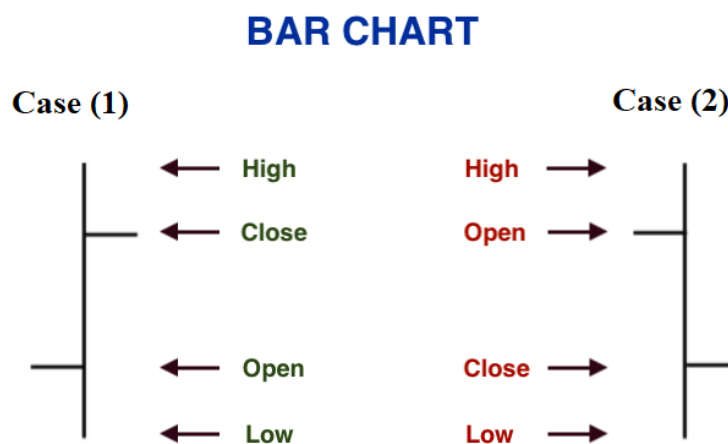 BAR CHART
Case (1)
Case (2)
High
High
Close
Open
Open
Close
Low
Low